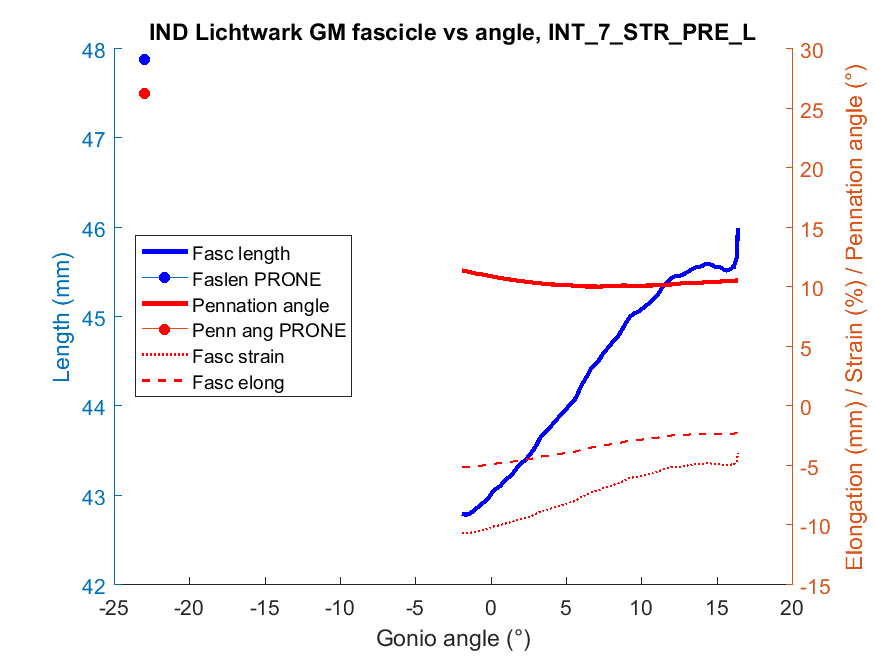 IND Lichtwark GM fascicle vs angle, INT_7_STR_PRE_L
48
47
46
45
44
43
42
Length (mm)
30
25
20
15
10
5
0
-5
-10
-15
Elongation (mm) / Strain (%) / Pennation angle (°)
Fasc length
Faslen PRONE
Pennation angle
Penn ang PRONE
Fasc strain
Fasc elong
-25 -20 -15 -10 -5 0 5 10 15 20
Gonio angle (°)